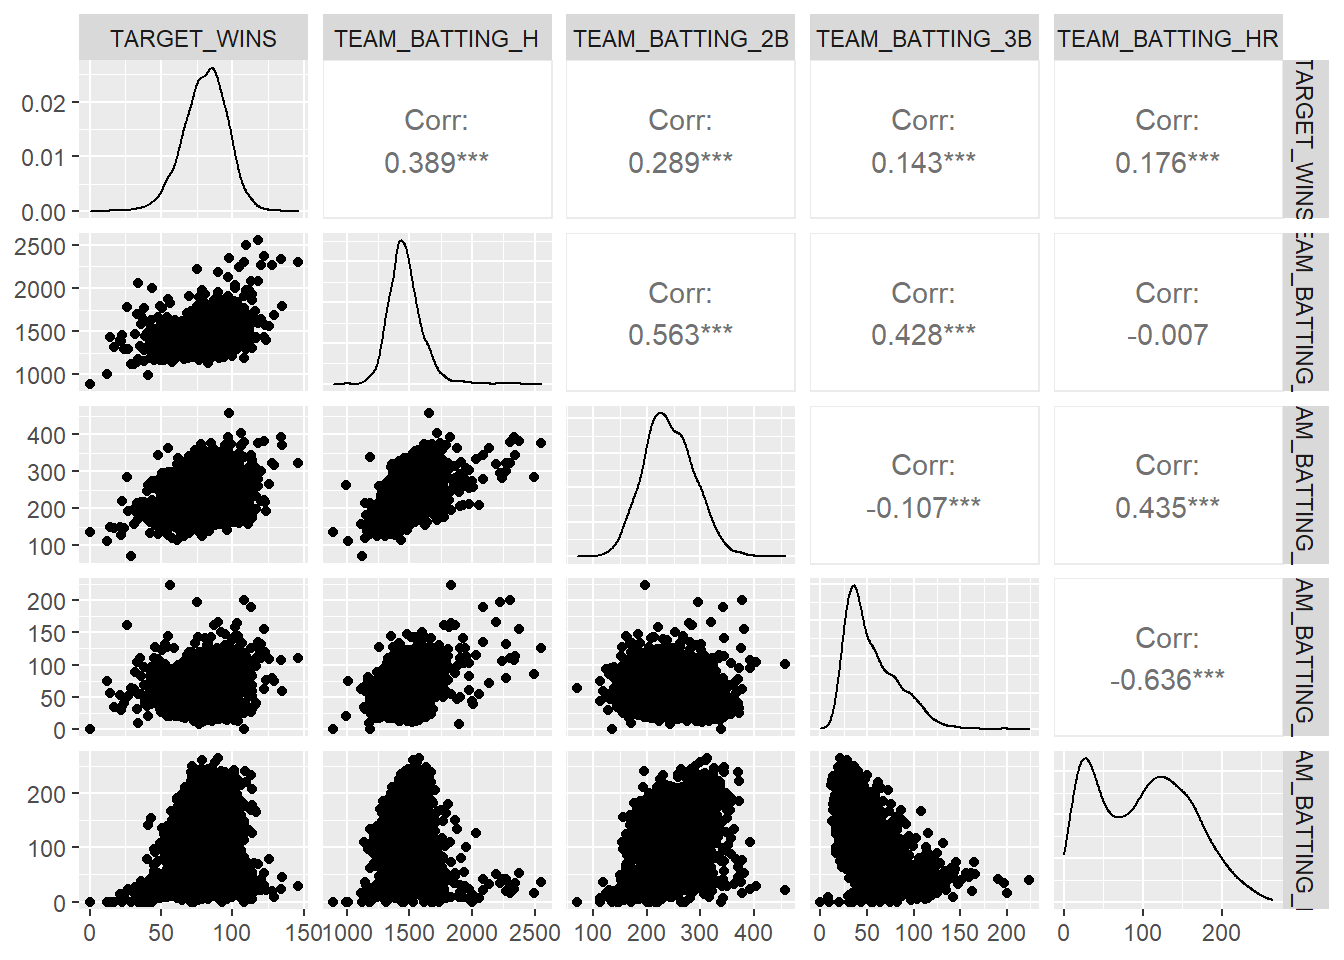 TARGET_WINS TEAM_BATTING_H TEAM_BATTING_2B TEAM_BATTING_3B TEAM_BATTING_HR
0.02
0.01
0.00
Corr:
0.389***
Corr:
0.289***
Corr:
0.143***
Corr:
0.176***
TARGET_WINS
2500
2000
1500
1000
Corr:
0.563***
Corr:
0.428***
Corr:
-0.007
EAM_BATTING_
400
300
200
100
Corr:
-0.107***
Corr:
0.435***
AM_BATTING_
200
150
100
50
0
Corr:
-0.636***
AM_BATTING_
200
100
0
AM_BATTING_
0 50 100 150 1000 1500 2000 2500 100 200 300 400 0 50 100 150 200 0 100 200